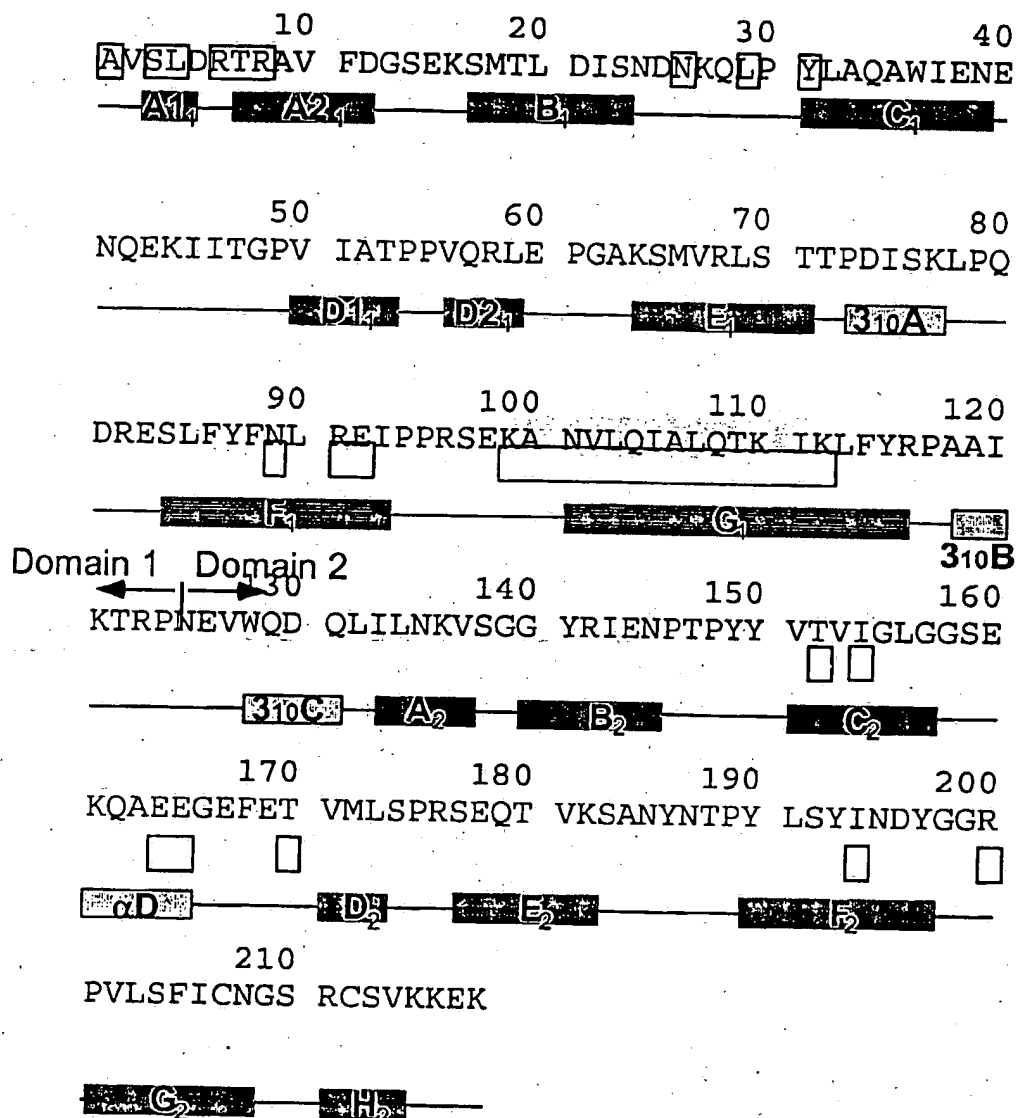 10 20 30 40
AVSLDRTRAV FDGSEKSMTL DISNDNKQLP YLAQAWIENE
A1₁ A2₁ B₁ C₁
50 60 70 80
NQEKIITGPV IATPPVQRLE PGAKSMVRLS TTPDISKLPQ
D1₁ D2₁ E₁ 3₁₀A
90 100 110 120
DRESLFYFNL REIPPRSEKA NVLQIALQTK IKLFYRPAAI
F₁ G₁ 3₁₀B
Domain 1 Domain 2
130 140 150 160
KTRPNEVWQD QLILNKVSGG YRIENPTPYY VTVIGLGGSE
3₁₀C A₂ B₂ C₂
170 180 190 200
KQAEEGEFET VMLSPRSEQT VKSANYNTPY LSYINDYGGR
αD D₂ E₂ F₂
210
PVLSFICNGS RCSVKKEK
G₂ H₂